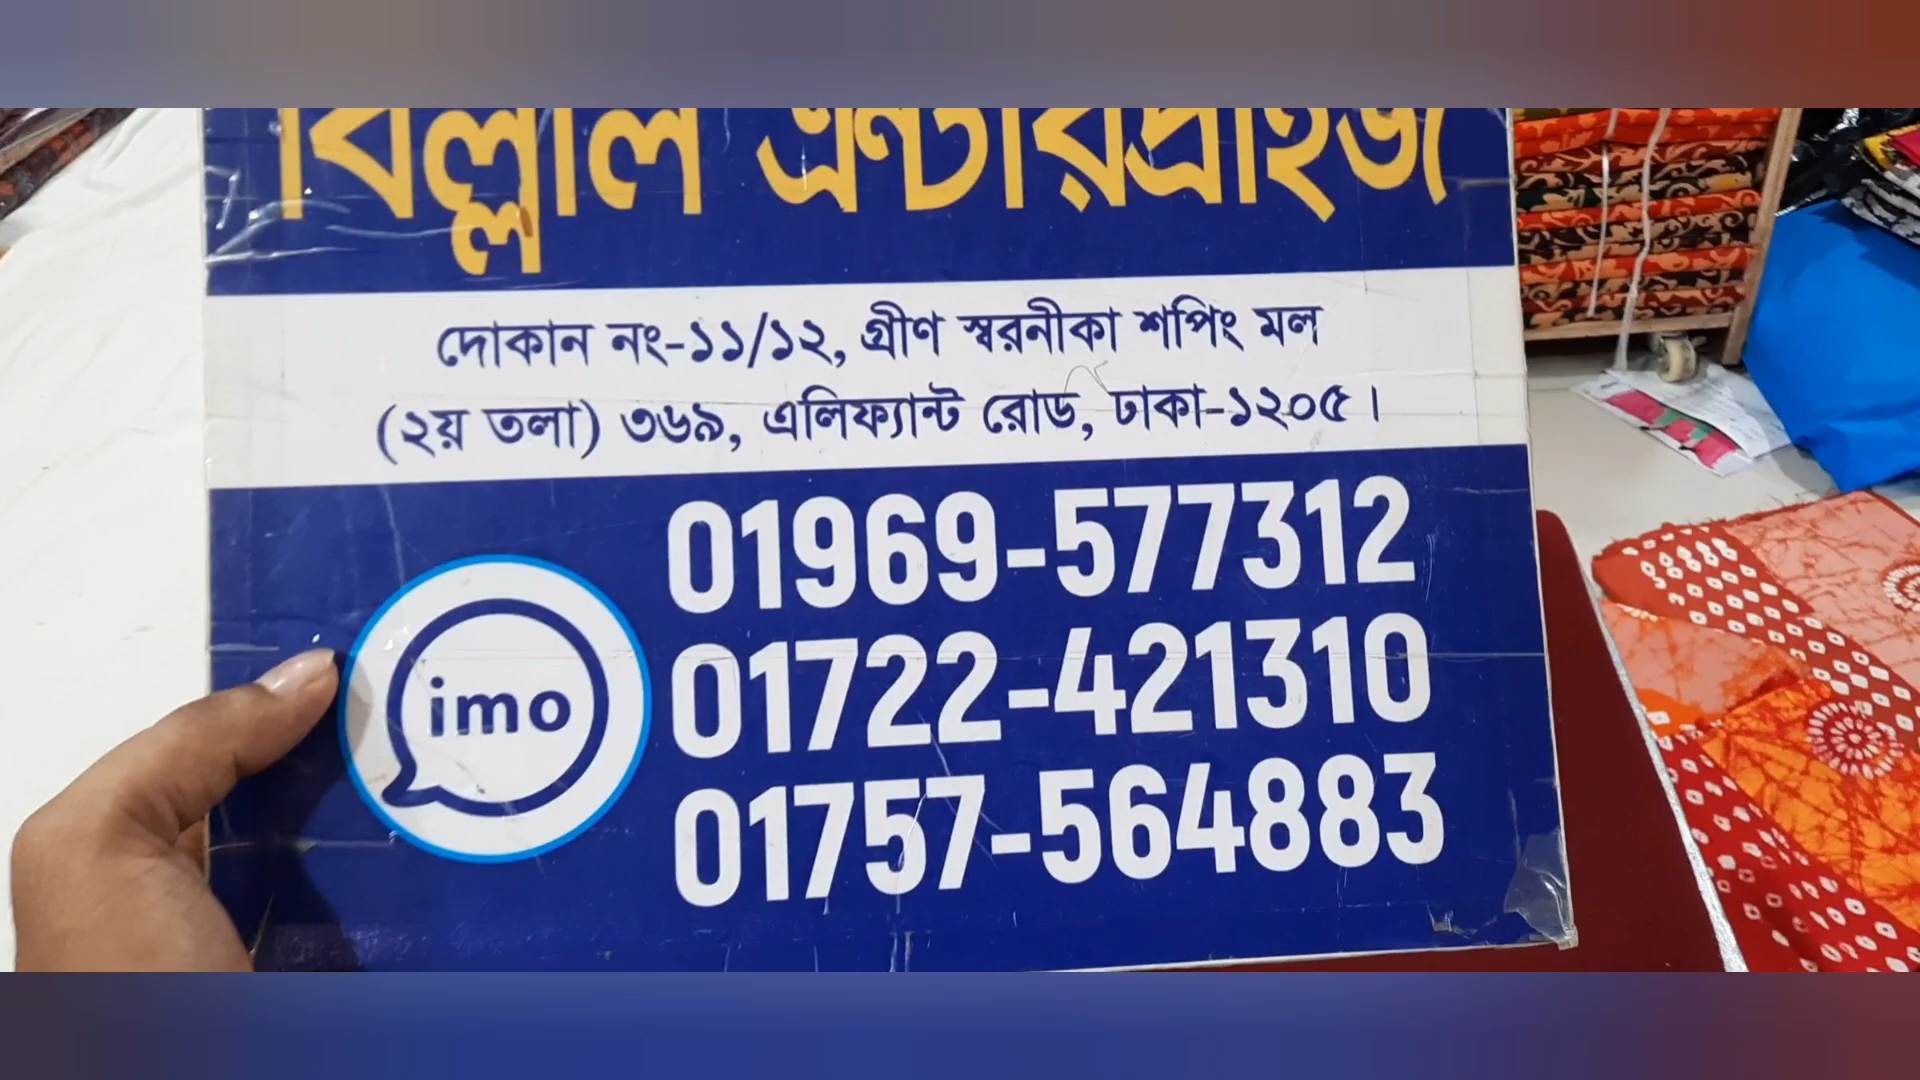 বিল্লাল এন্টারপ্রাইজ
দোকান নং-১১/১২, গ্রীণ স্বরনীকা শপিং মল
(২য় তলা) ৩৬৯, এলিফ্যান্ট রোড, ঢাকা-১২০৫।
imo
01969-577312
01722-421310
01757-564883